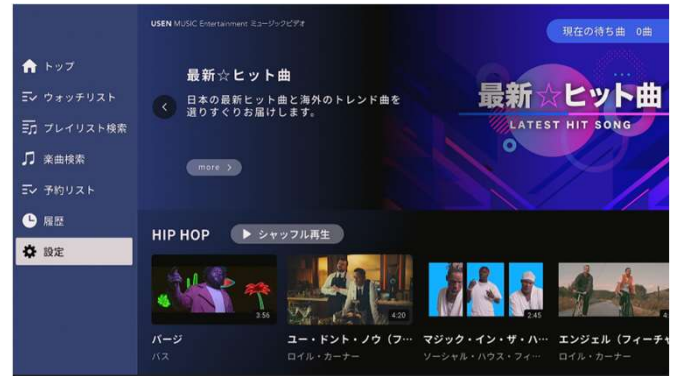 USEN MUSIC Entertainment ミュージックビデオ
現在の待ち曲 0曲
トップ
ウォッチリスト
プレイリスト検索
楽曲検索
予約リスト
履歴
設定
最新☆ヒット曲
日本の最新ヒット曲と海外のトレンド曲を
選りすぐりお届けします。
more
最新☆ヒット曲
LATEST HIT SONG
HIP HOP
シャッフル再生
3:56
4:20
2:45
バージ
バス
ユー・ドント・ノウ（フ…
ロイル・カーナー
マジック・イン・ザ・ハ…
ソーシャル・ハウス・フィ…
エンジェル（フィーチャ
ロイル・カーナー